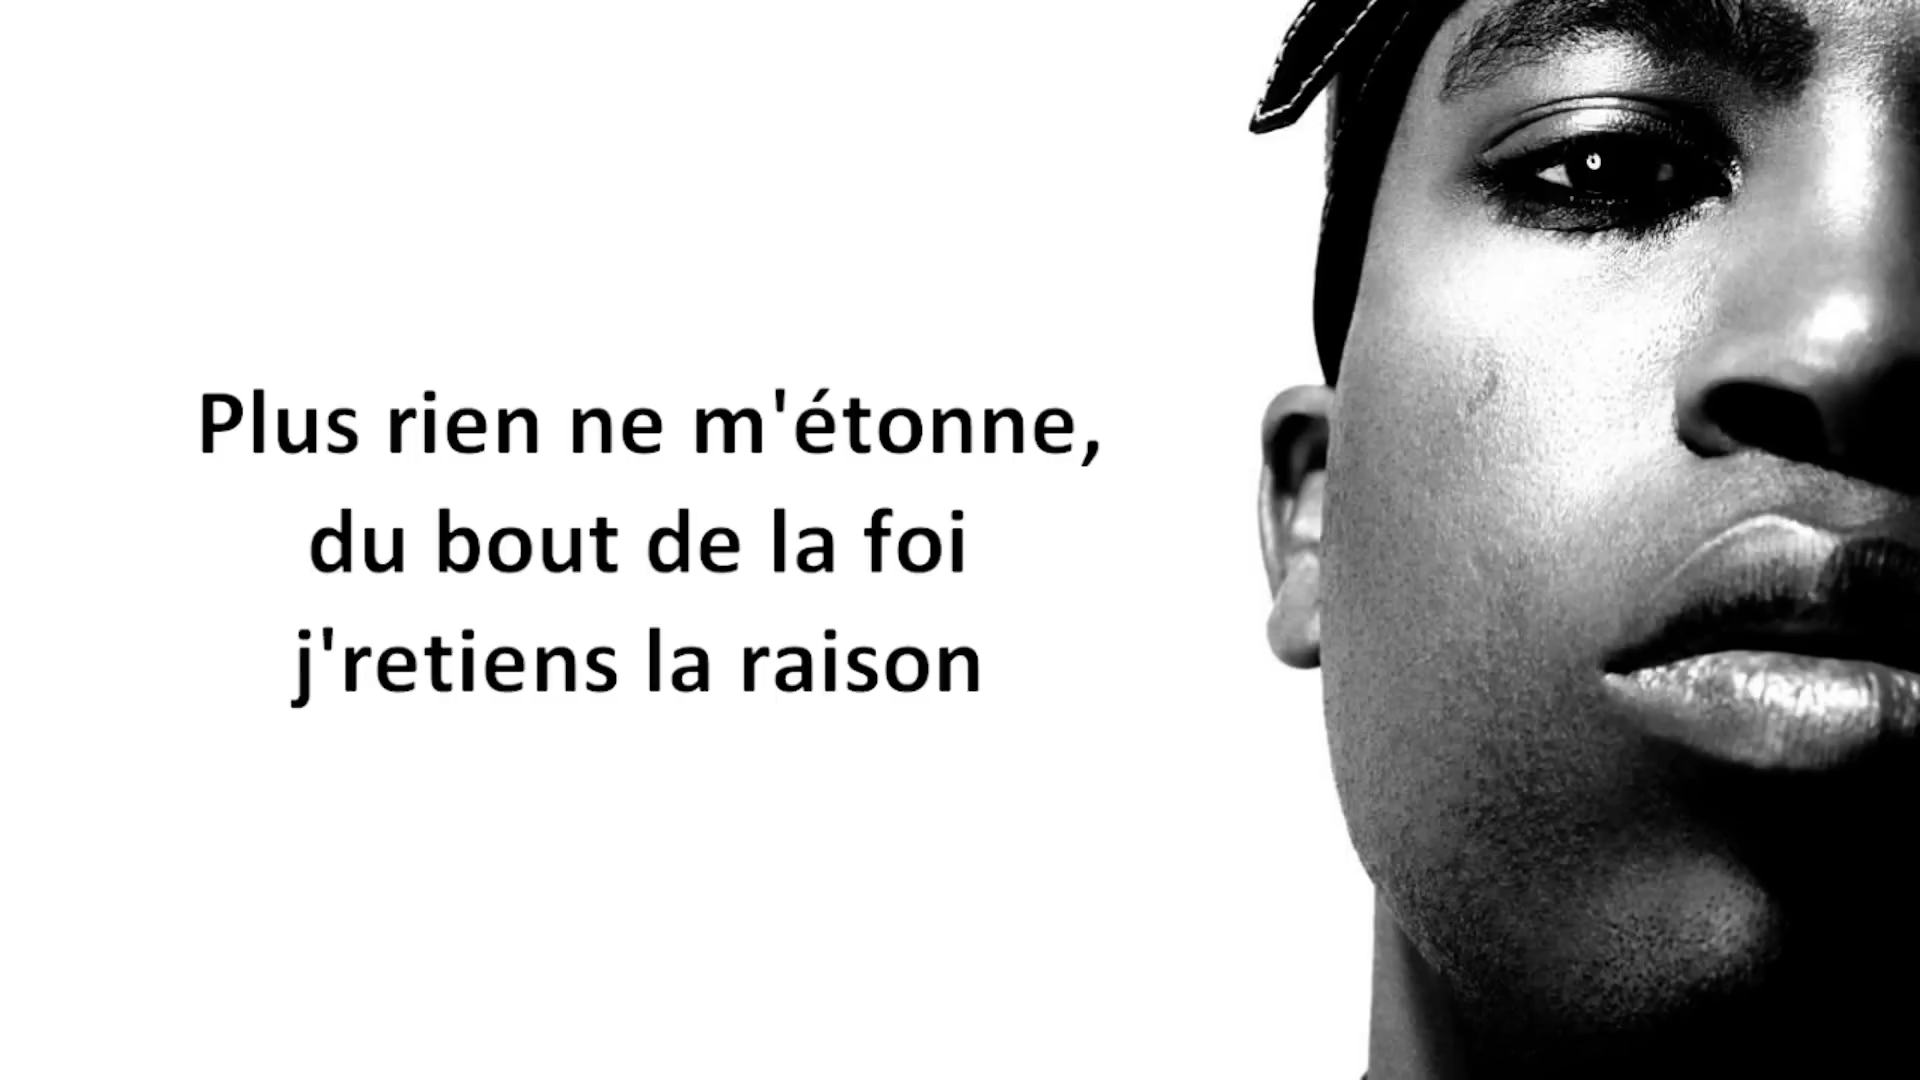 Plus rien ne m'étonne,
du bout de la foi
j'retiens la raison